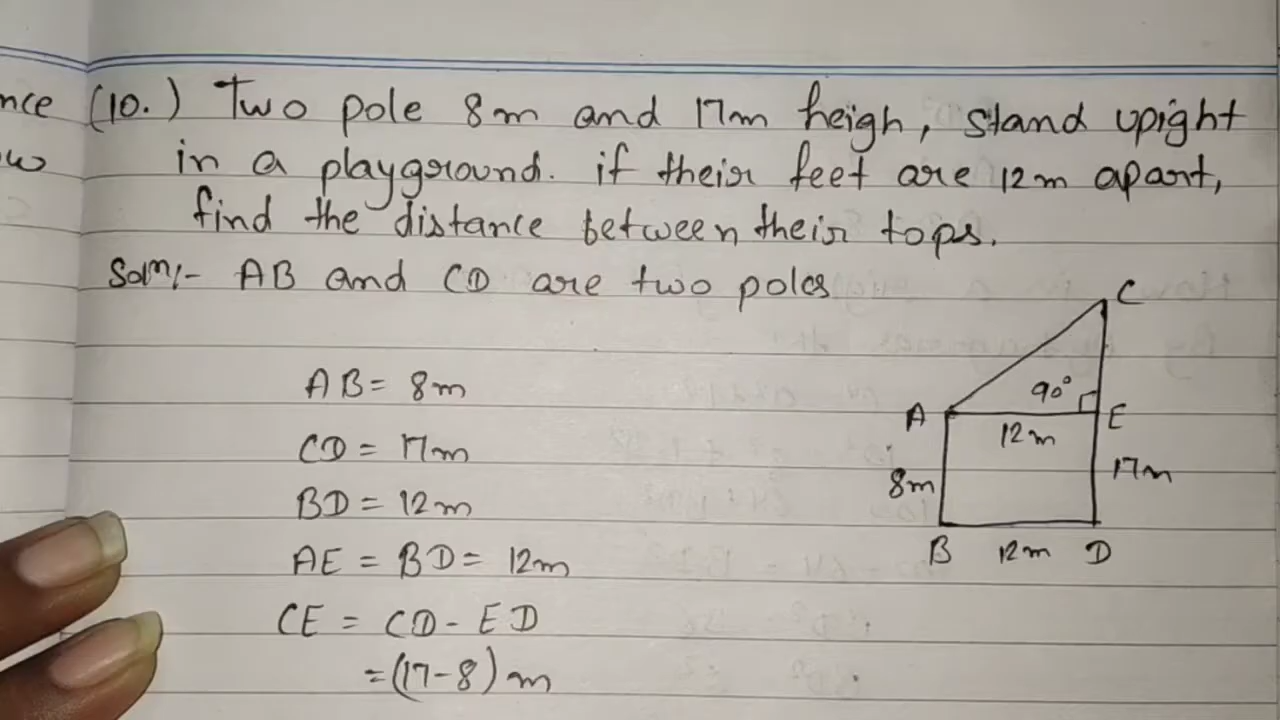 nce (10.) Two pole 8m and 17m heigh, stand upight
w in a playground. if their feet are 12m apart,
find the distance between their tops.
Solⁿ:- AB and CD are two poles
C
AB = 8m
90°
A E
CD = 17m
12m
17m
8m
BD = 12m
B 12m D
AE = BD = 12m
CE = CD - ED
= (17-8) m